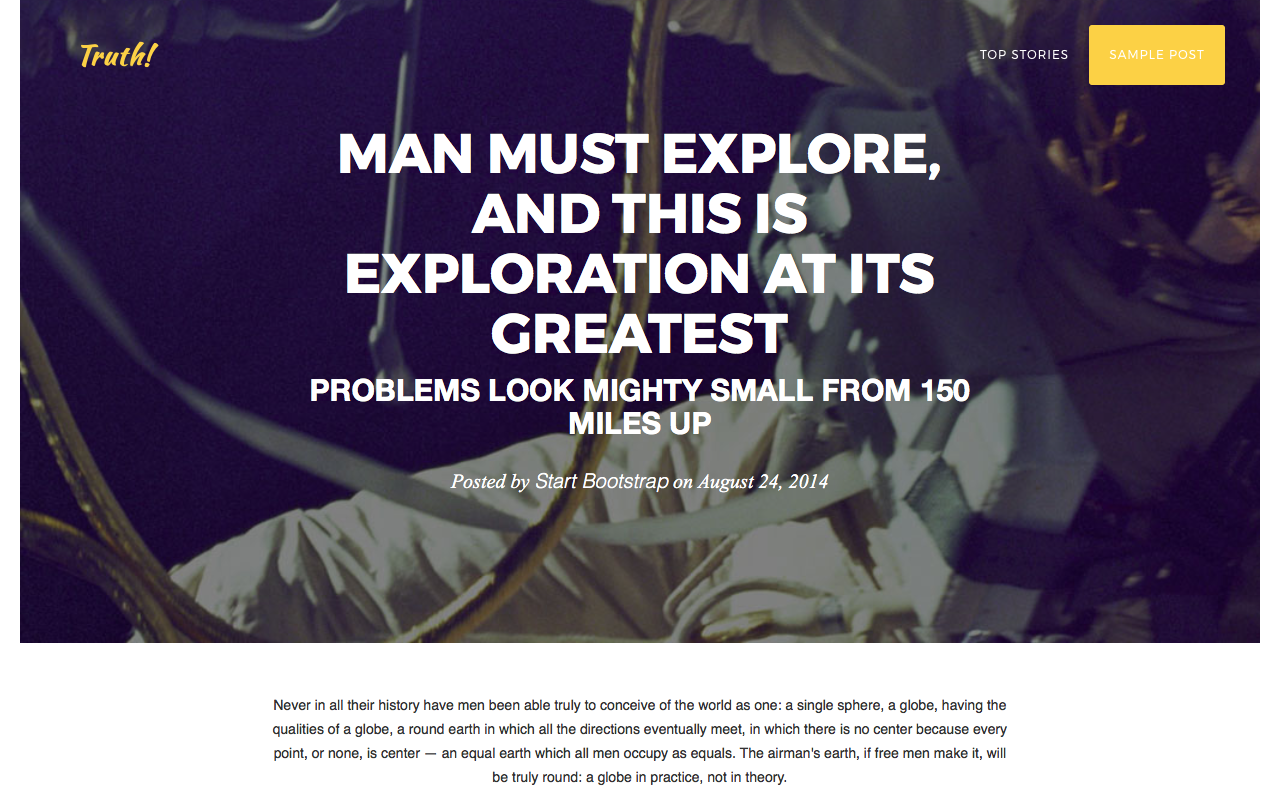 Truth!
TOP STORIES
SAMPLE POST
MAN MUST EXPLORE,
AND THIS IS
EXPLORATION AT ITS
GREATEST
PROBLEMS LOOK MIGHTY SMALL FROM 150
MILES UP
Posted by Start Bootstrap on August 24, 2014
Never in all their history have men been able truly to conceive of the world as one: a single sphere, a globe, having the
qualities of a globe, a round earth in which all the directions eventually meet, in which there is no center because every
point, or none, is center — an equal earth which all men occupy as equals. The airman's earth, if free men make it, will
be truly round: a globe in practice, not in theory.